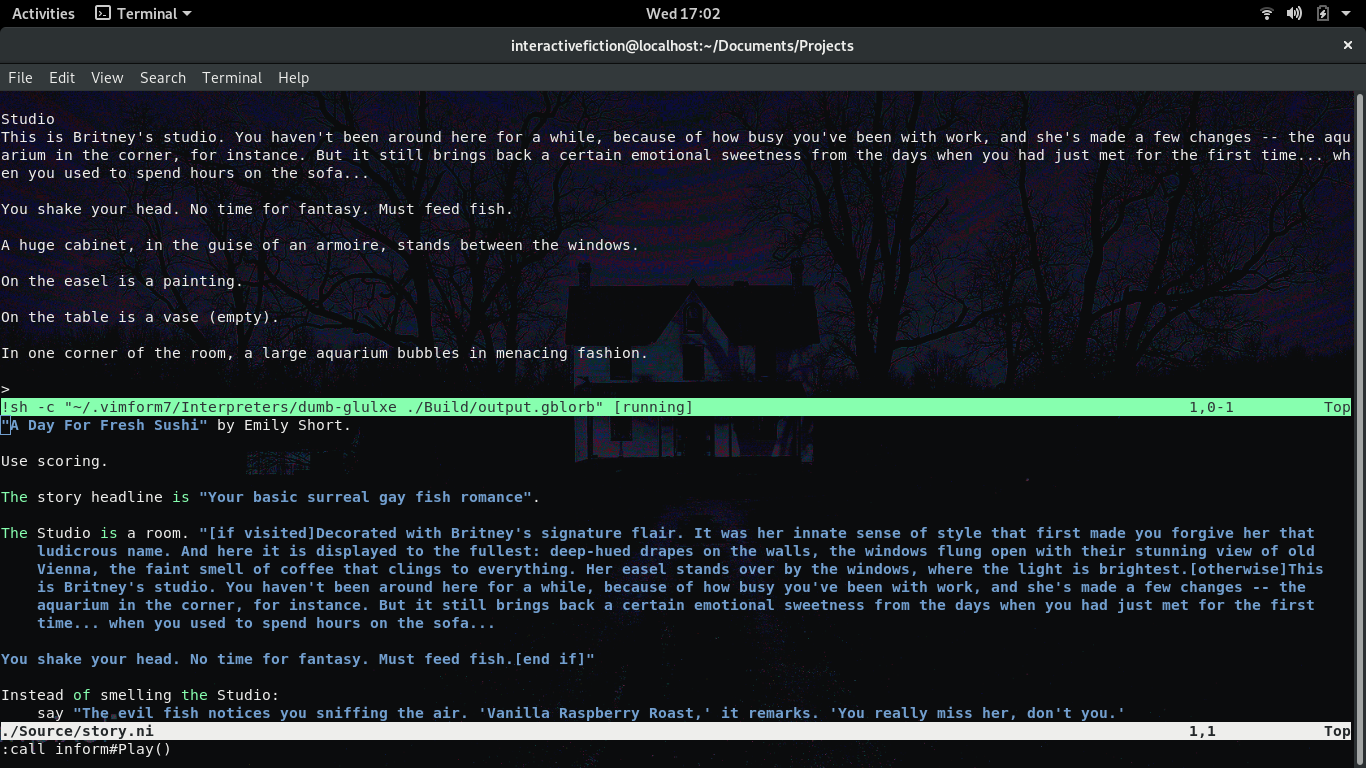 Activities Terminal Wed 17:02
interactivefiction@localhost:~/Documents/Projects ×
File Edit View Search Terminal Help
Studio
This is Britney's studio. You haven't been around here for a while, because of how busy you've been with work, and she's made a few changes -- the aqu
arium in the corner, for instance. But it still brings back a certain emotional sweetness from the days when you had just met for the first time... wh
en you used to spend hours on the sofa...
You shake your head. No time for fantasy. Must feed fish.
A huge cabinet, in the guise of an armoire, stands between the windows.
On the easel is a painting.
On the table is a vase (empty).
In one corner of the room, a large aquarium bubbles in menacing fashion.
>
!sh -c "~/.vimform7/Interpreters/dumb-glulxe ./Build/output.gblorb" [running] 1,0-1 Top
"A Day For Fresh Sushi" by Emily Short.
Use scoring.
The story headline is "Your basic surreal gay fish romance".
The Studio is a room. "[if visited]Decorated with Britney's signature flair. It was her innate sense of style that first made you forgive her that
ludicrous name. And here it is displayed to the fullest: deep-hued drapes on the walls, the windows flung open with their stunning view of old
Vienna, the faint smell of coffee that clings to everything. Her easel stands over by the windows, where the light is brightest.[otherwise]This
is Britney's studio. You haven't been around here for a while, because of how busy you've been with work, and she's made a few changes -- the
aquarium in the corner, for instance. But it still brings back a certain emotional sweetness from the days when you had just met for the first
time... when you used to spend hours on the sofa...
You shake your head. No time for fantasy. Must feed fish.[end if]"
Instead of smelling the Studio:
say "The evil fish notices you sniffing the air. 'Vanilla Raspberry Roast,' it remarks. 'You really miss her, don't you.'
./Source/story.ni 1,1 Top
:call inform#Play()